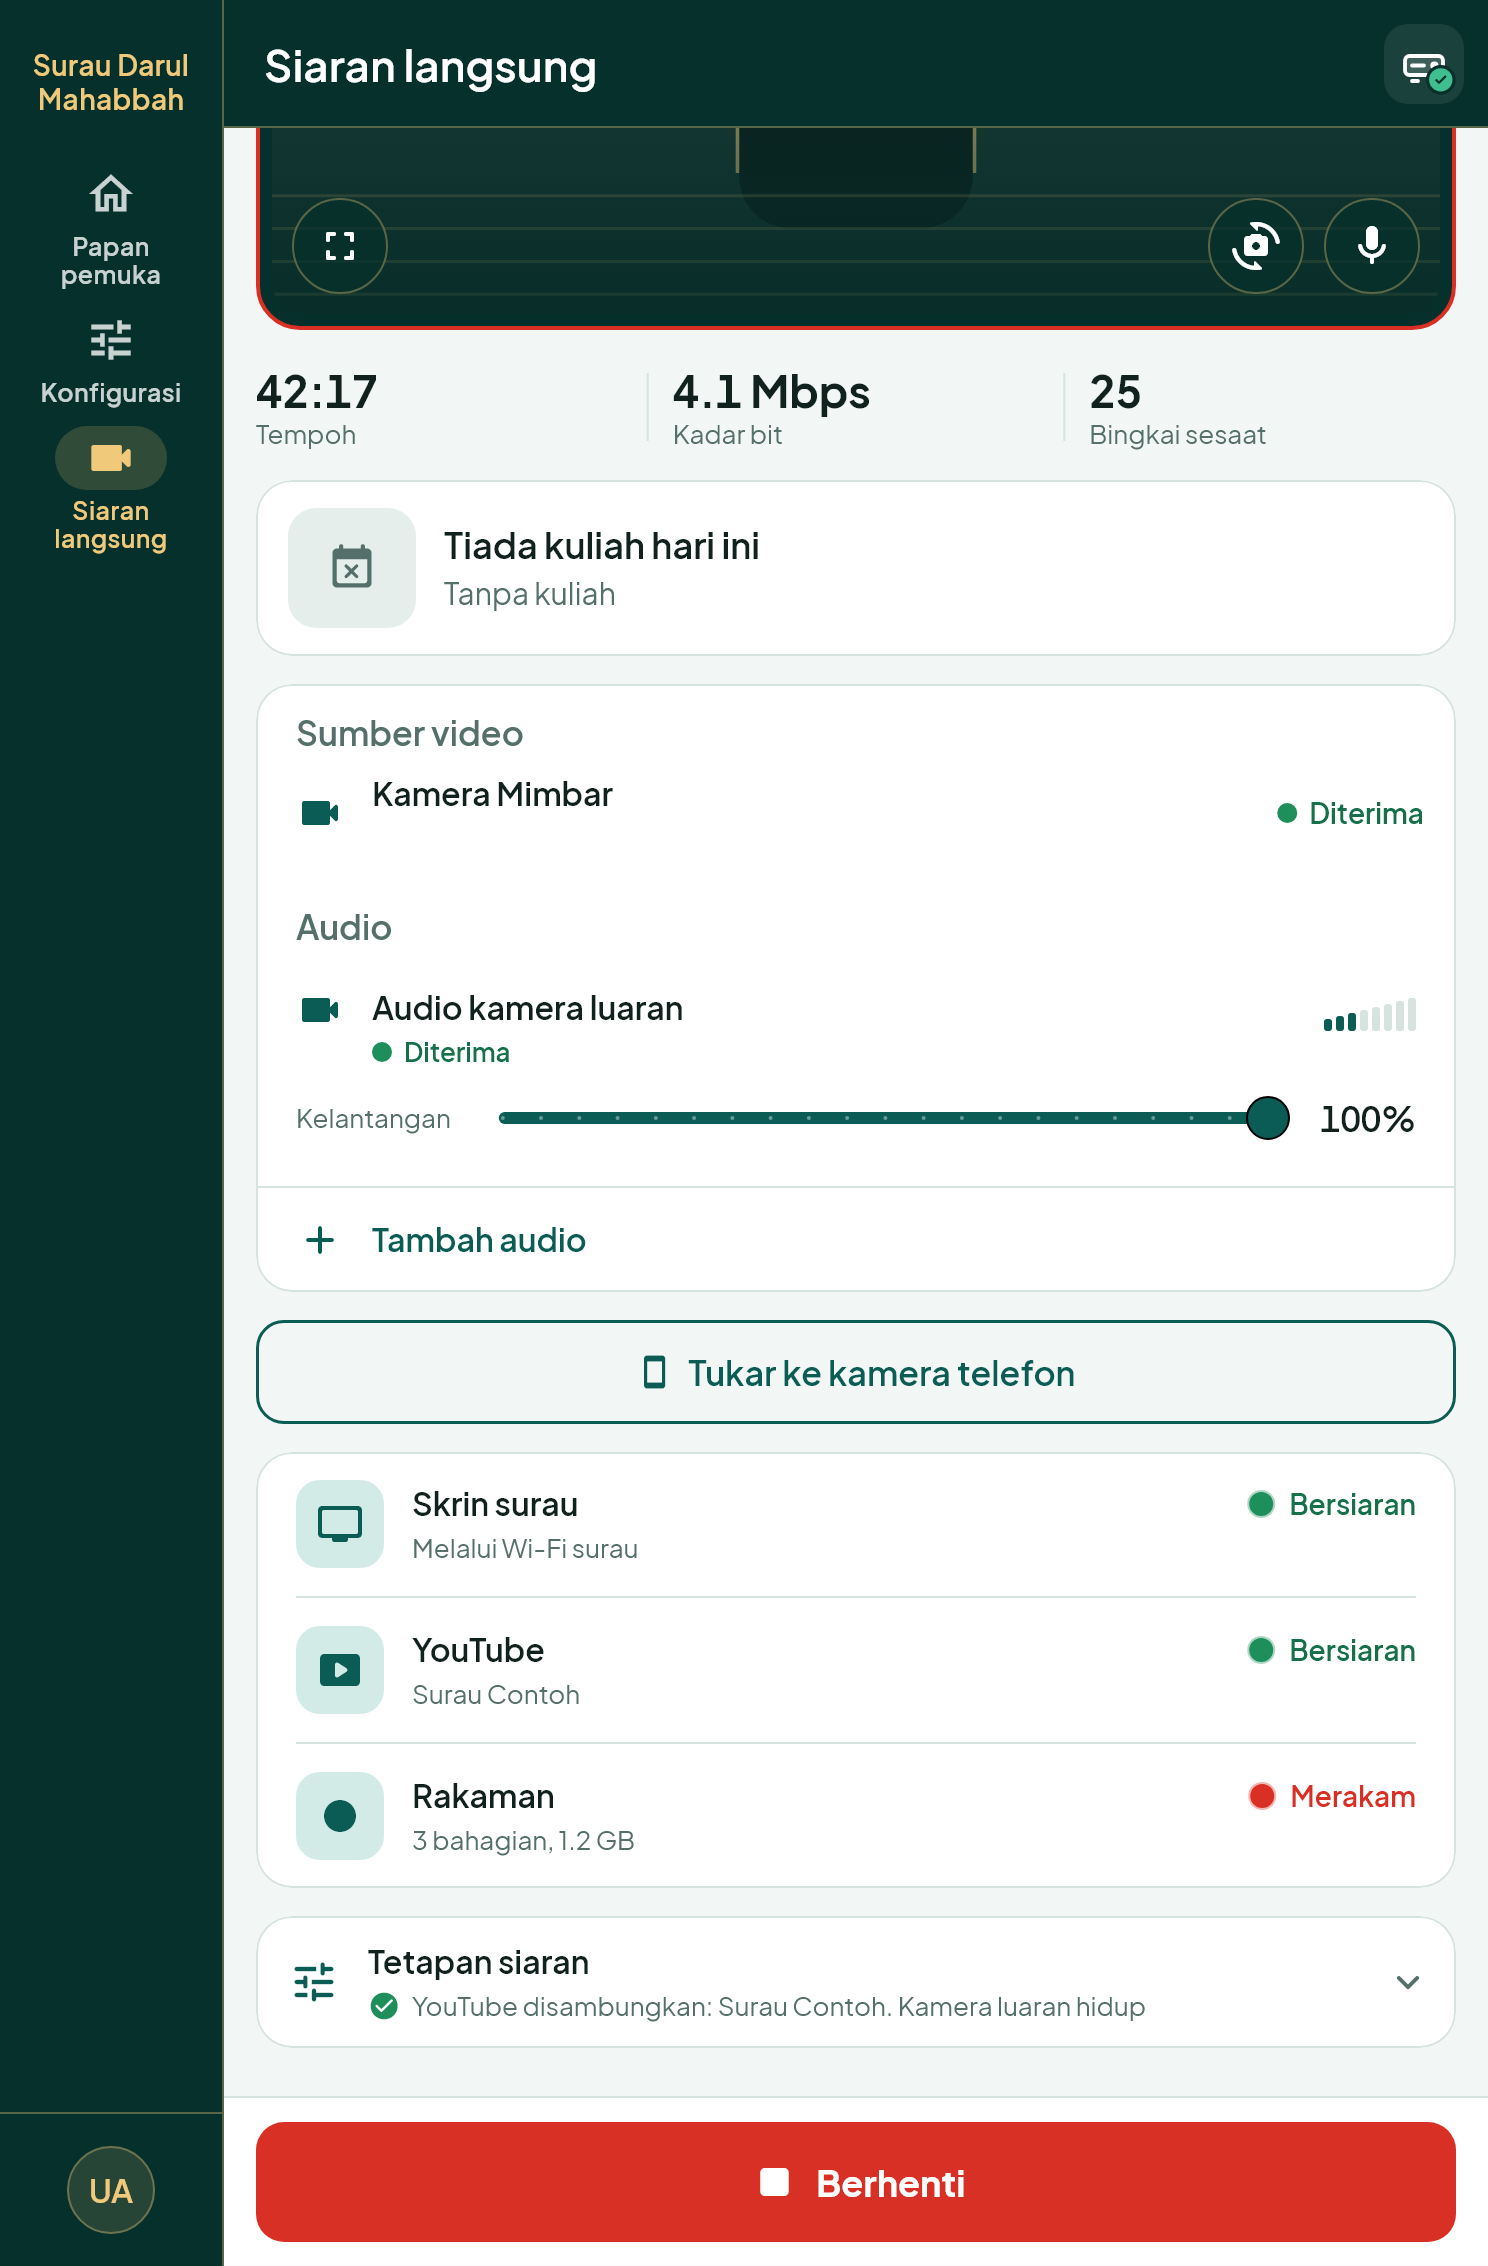 Surau Darul
Mahabbah
Papan
pemuka
Konfigurasi
Siaran
langsung
UA
Siaran langsung
42:17
Tempoh
4.1 Mbps
Kadar bit
25
Bingkai sesaat
Tiada kuliah hari ini
Tanpa kuliah
Sumber video
Kamera Mimbar
Diterima
Audio
Audio kamera luaran
Diterima
Kelantangan
100%
Tambah audio
Tukar ke kamera telefon
Skrin surau
Melalui Wi-Fi surau
Bersiaran
YouTube
Surau Contoh
Bersiaran
Rakaman
3 bahagian, 1.2 GB
Merakam
Tetapan siaran
YouTube disambungkan: Surau Contoh. Kamera luaran hidup
Berhenti